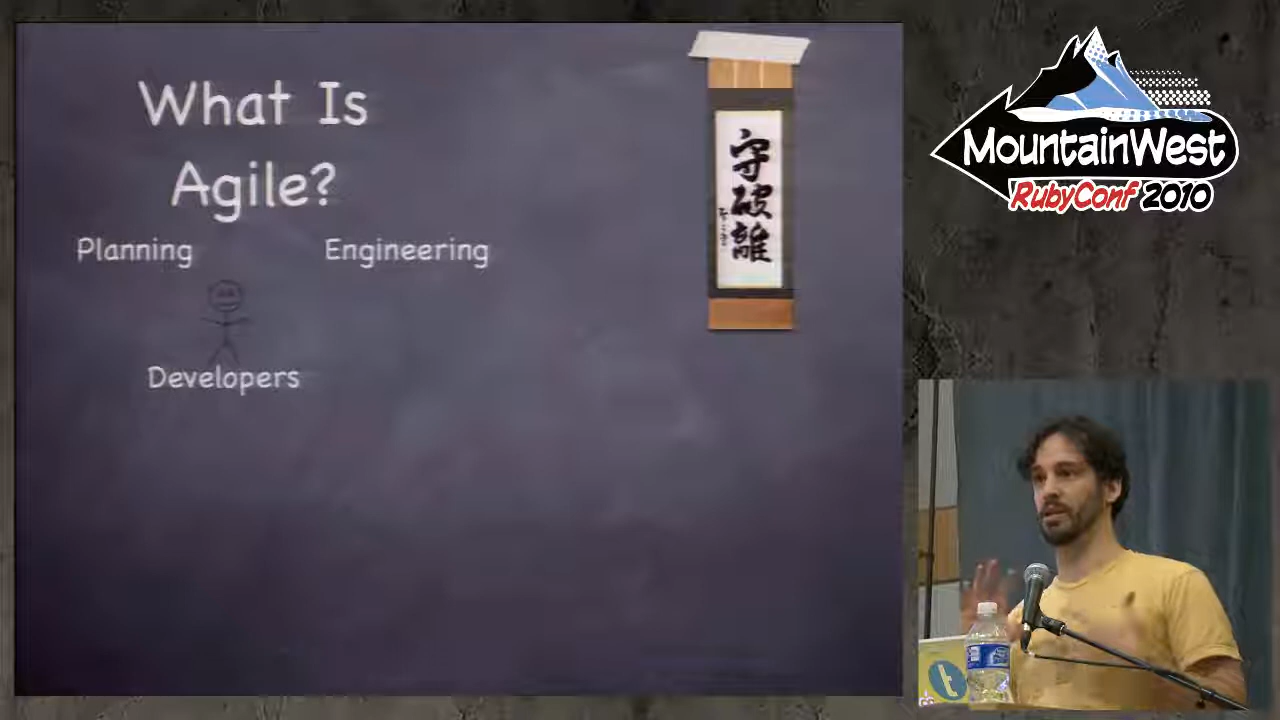 What Is
Agile?
Planning
Engineering
Developers
守
破
離
MountainWest
RubyConf 2010
t